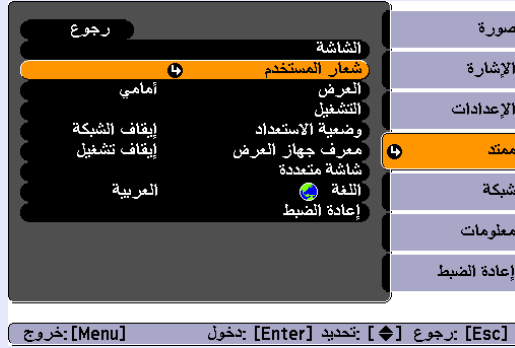 رجوع
الشاشة
شعار المستخدم
العرض أمامي
التشغيل
وضعية الاستعداد إيقاف الشبكة
معرف جهاز العرض إيقاف تشغيل
شاشة متعددة
اللغة العربية
إعادة الضبط
صورة
الإشارة
الإعدادات
ممتد
شبكة
معلومات
إعادة الضبط
[Esc] :رجوع [◆] :تحديد [Enter] :دخول [Menu] :خروج